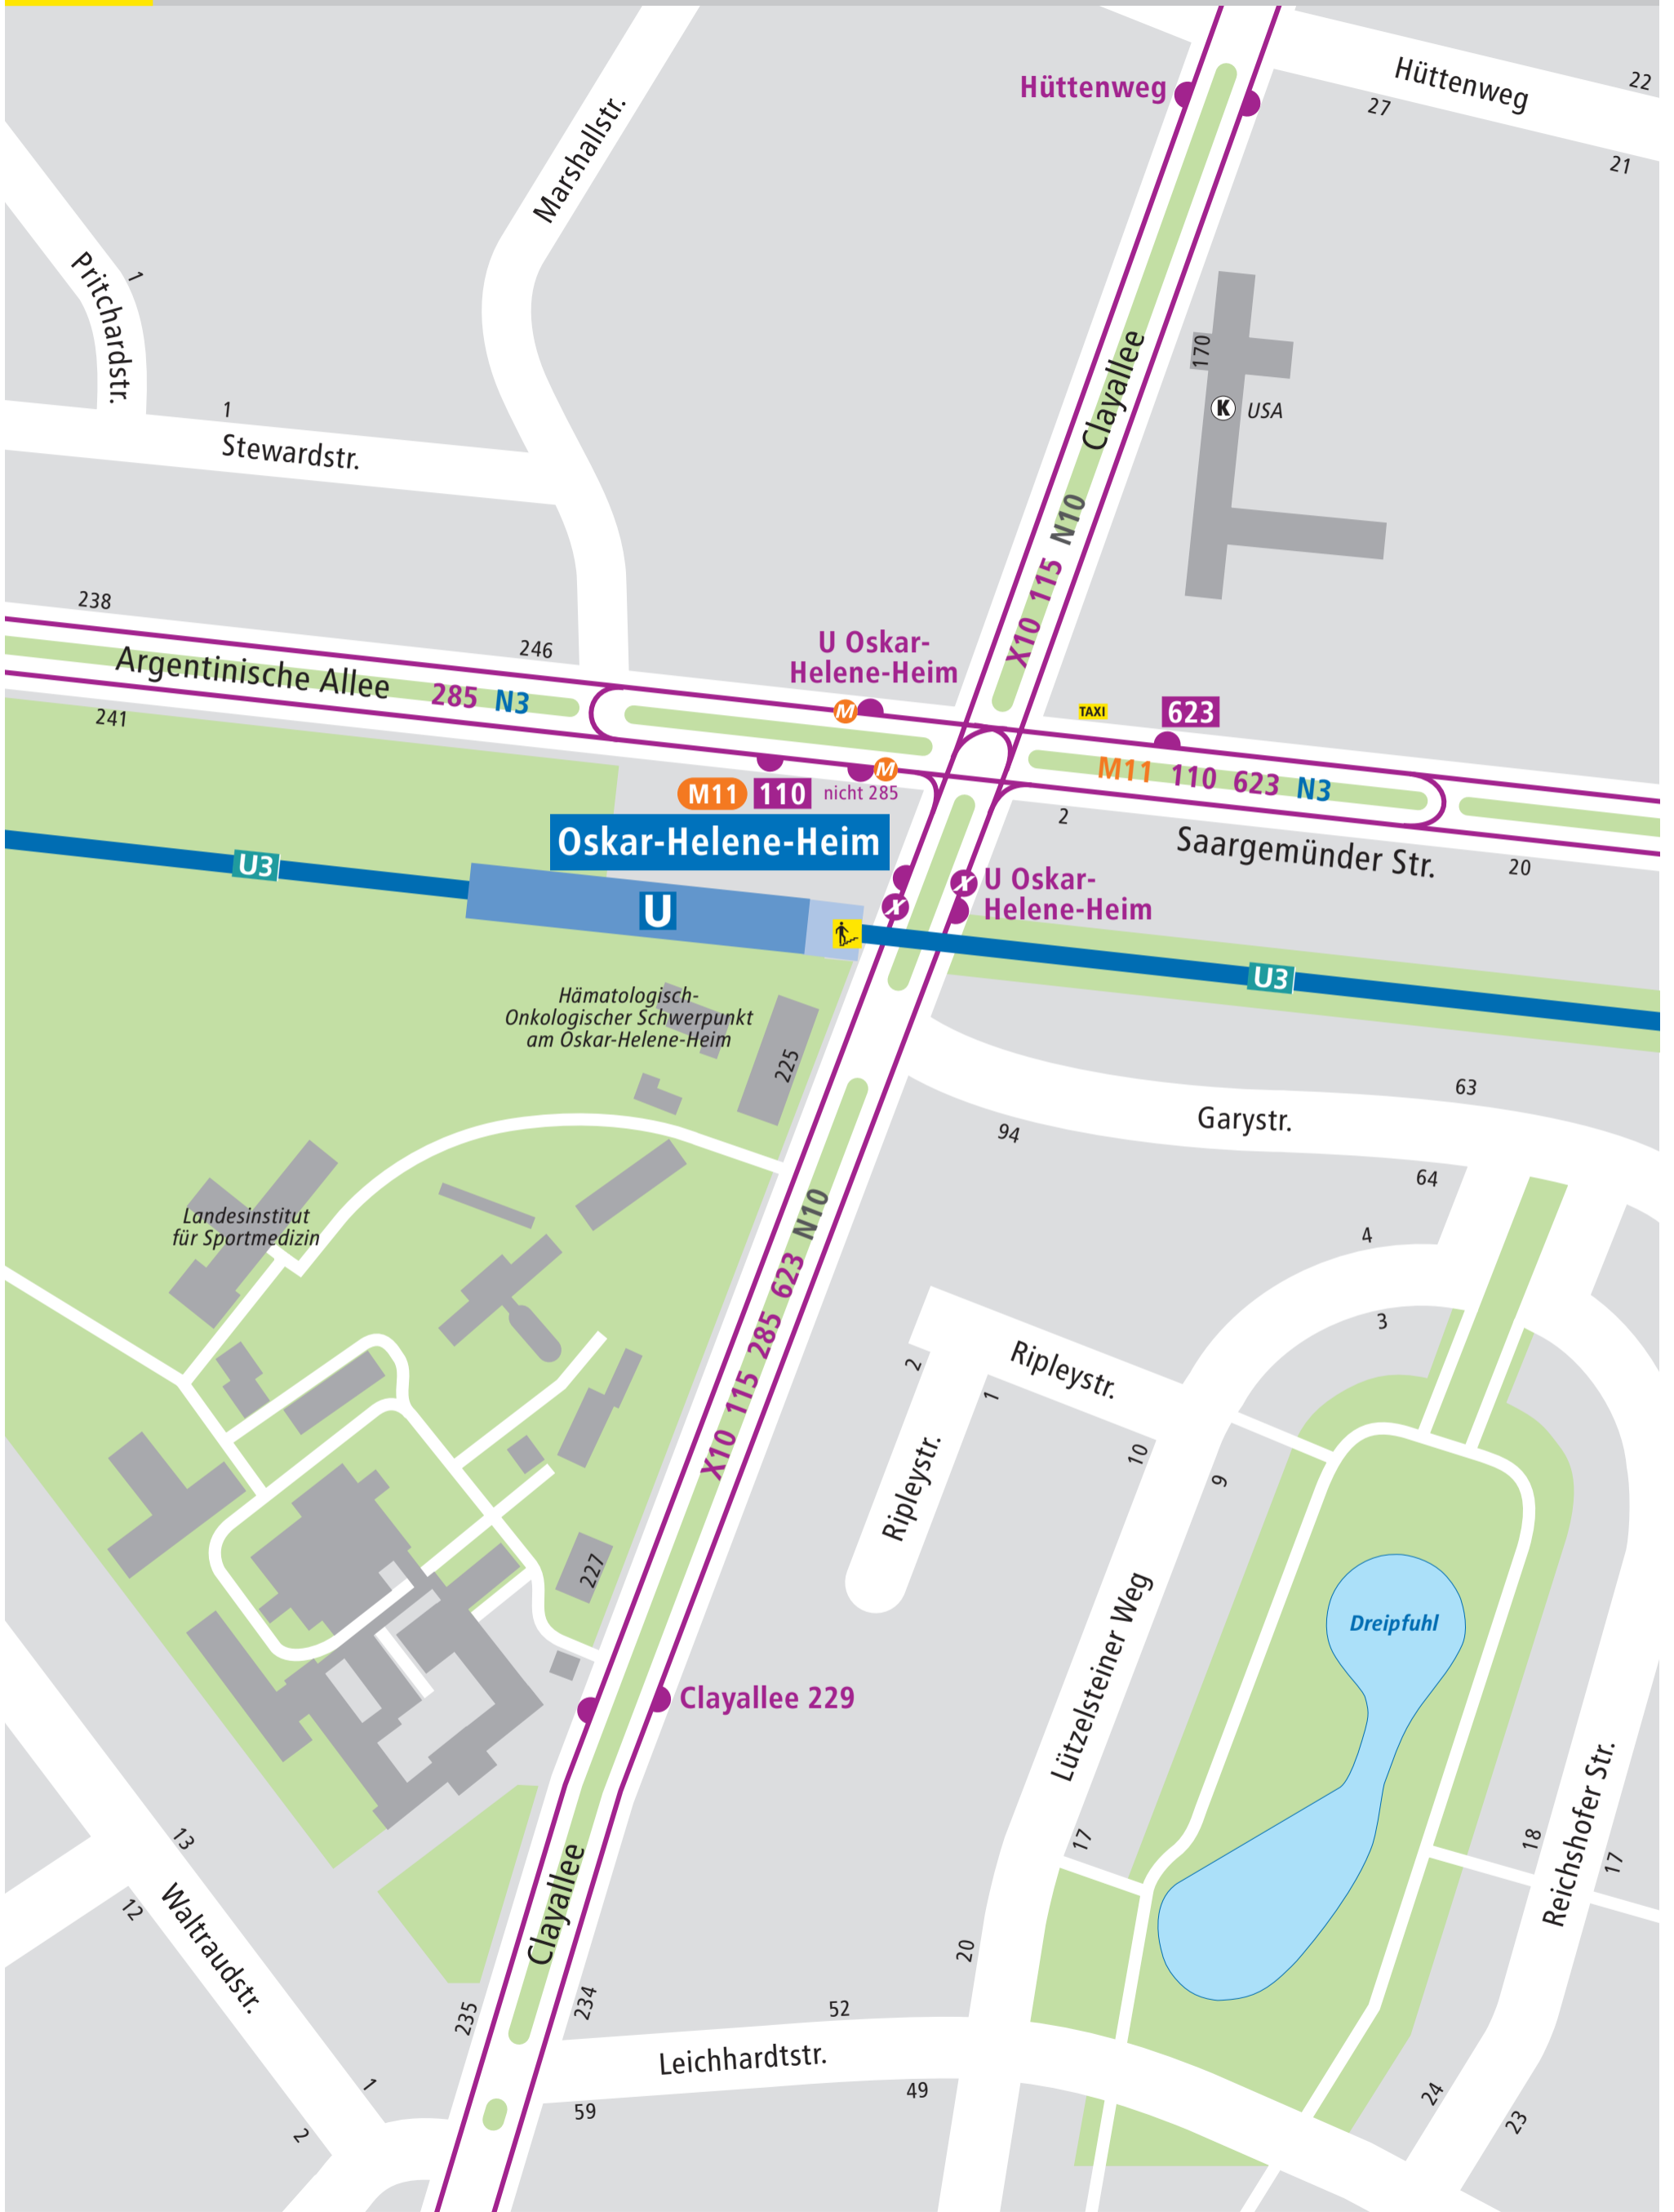 Hüttenweg
Hüttenweg
22
27
21
Marshallstr.
Pritchardstr.
1
1
Stewardstr.
170
K USA
Clayallee
X10 115 N10
238
246
Argentinische Allee 285 N3
241
U Oskar-
Helene-Heim
M
TAXI
623
M
M11 110 nicht 285
M11 110 623 N3
2
Saargemünder Str.
20
Oskar-Helene-Heim
U3
U
X
X
U Oskar-
Helene-Heim
U3
Hämatologisch-
Onkologischer Schwerpunkt
am Oskar-Helene-Heim
225
63
Garystr.
94
64
Landesinstitut
für Sportmedizin
X10 115 285 623 N10
4
3
Ripleystr.
2
1
Ripleystr.
10
9
227
Dreipfuhl
Lützelsteiner Weg
Clayallee 229
Reichshofer Str.
17
18
17
13
12
Waltraudstr.
Clayallee
20
235
234
52
Leichhardtstr.
49
59
1
2
24
23